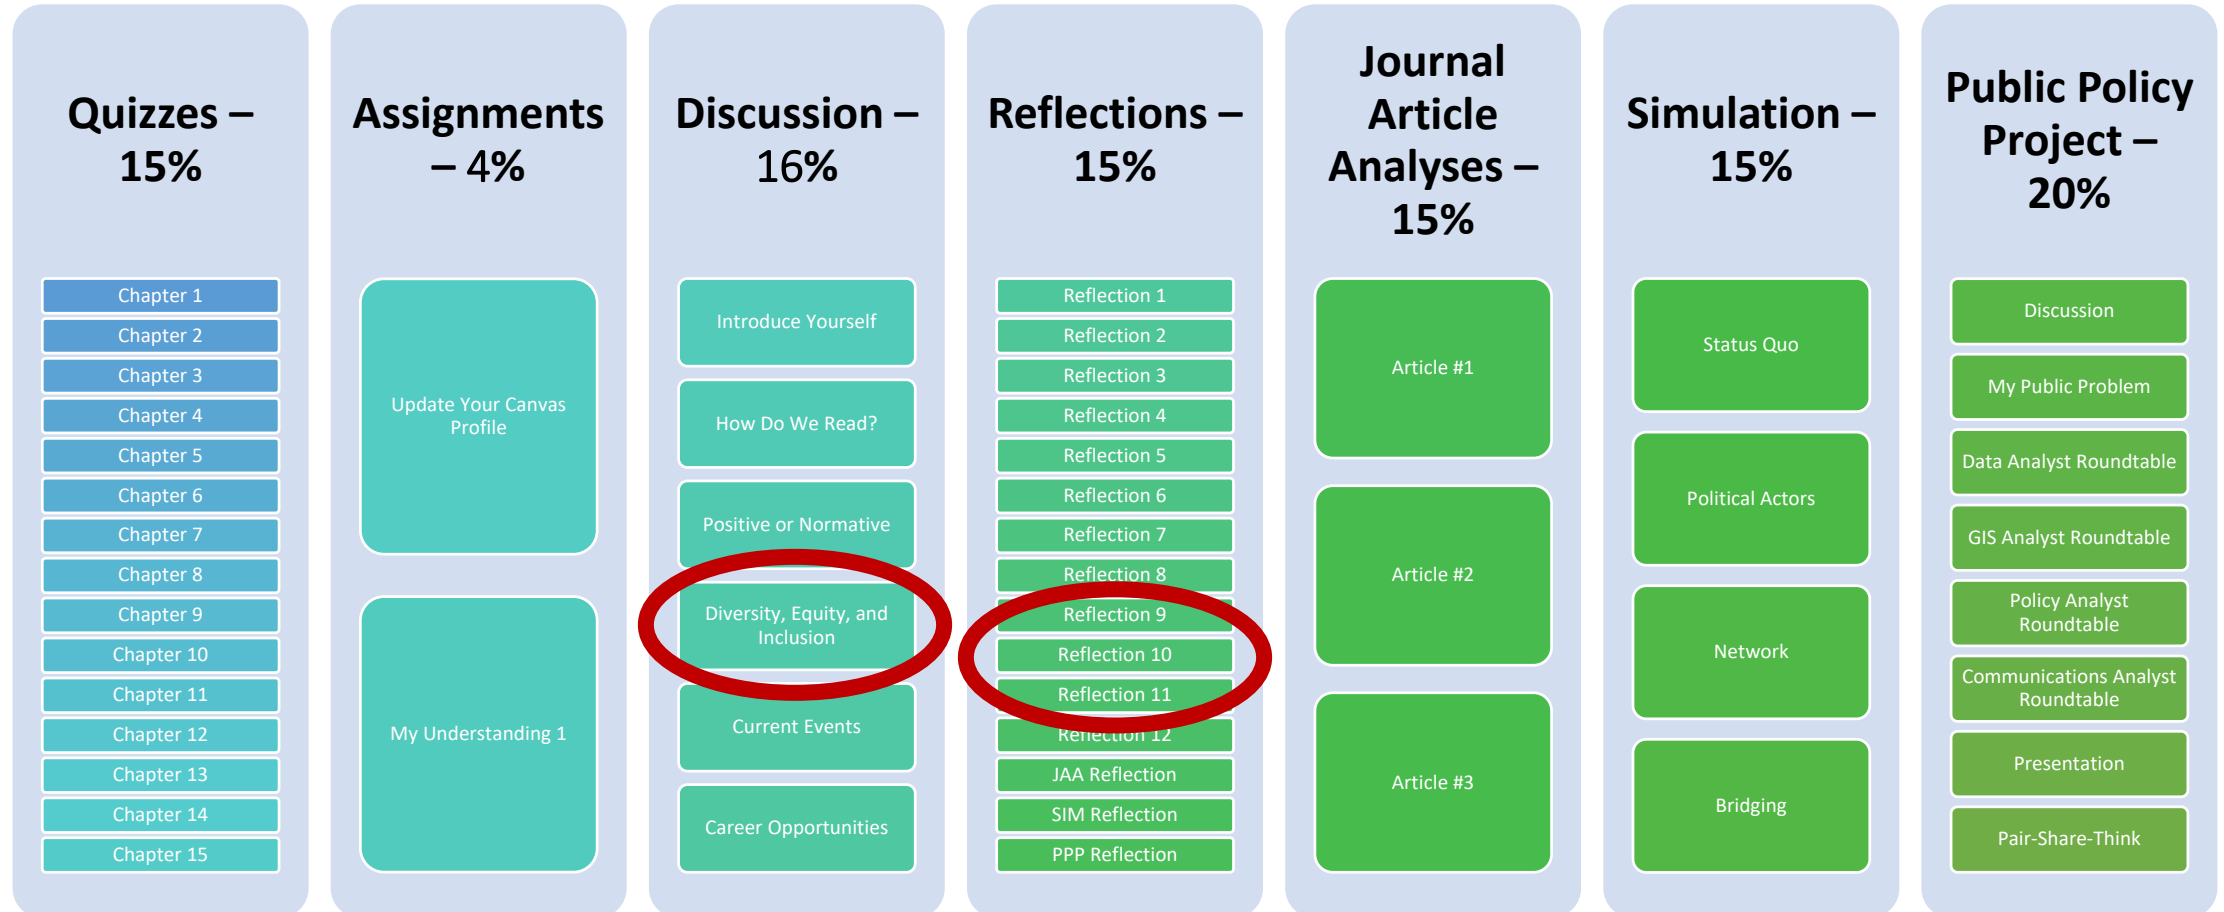 Quizzes –
15%
Chapter 1
Chapter 2
Chapter 3
Chapter 4
Chapter 5
Chapter 6
Chapter 7
Chapter 8
Chapter 9
Chapter 10
Chapter 11
Chapter 12
Chapter 13
Chapter 14
Chapter 15
Assignments
– 4%
Update Your Canvas
Profile
My Understanding 1
Discussion –
16%
Introduce Yourself
How Do We Read?
Positive or Normative
Diversity, Equity, and
Inclusion
Current Events
Career Opportunities
Reflections –
15%
Reflection 1
Reflection 2
Reflection 3
Reflection 4
Reflection 5
Reflection 6
Reflection 7
Reflection 8
Reflection 9
Reflection 10
Reflection 11
Reflection 12
JAA Reflection
SIM Reflection
PPP Reflection
Journal
Article
Analyses –
15%
Article #1
Article #2
Article #3
Simulation –
15%
Status Quo
Political Actors
Network
Bridging
Public Policy
Project –
20%
Discussion
My Public Problem
Data Analyst Roundtable
GIS Analyst Roundtable
Policy Analyst
Roundtable
Communications Analyst
Roundtable
Presentation
Pair-Share-Think